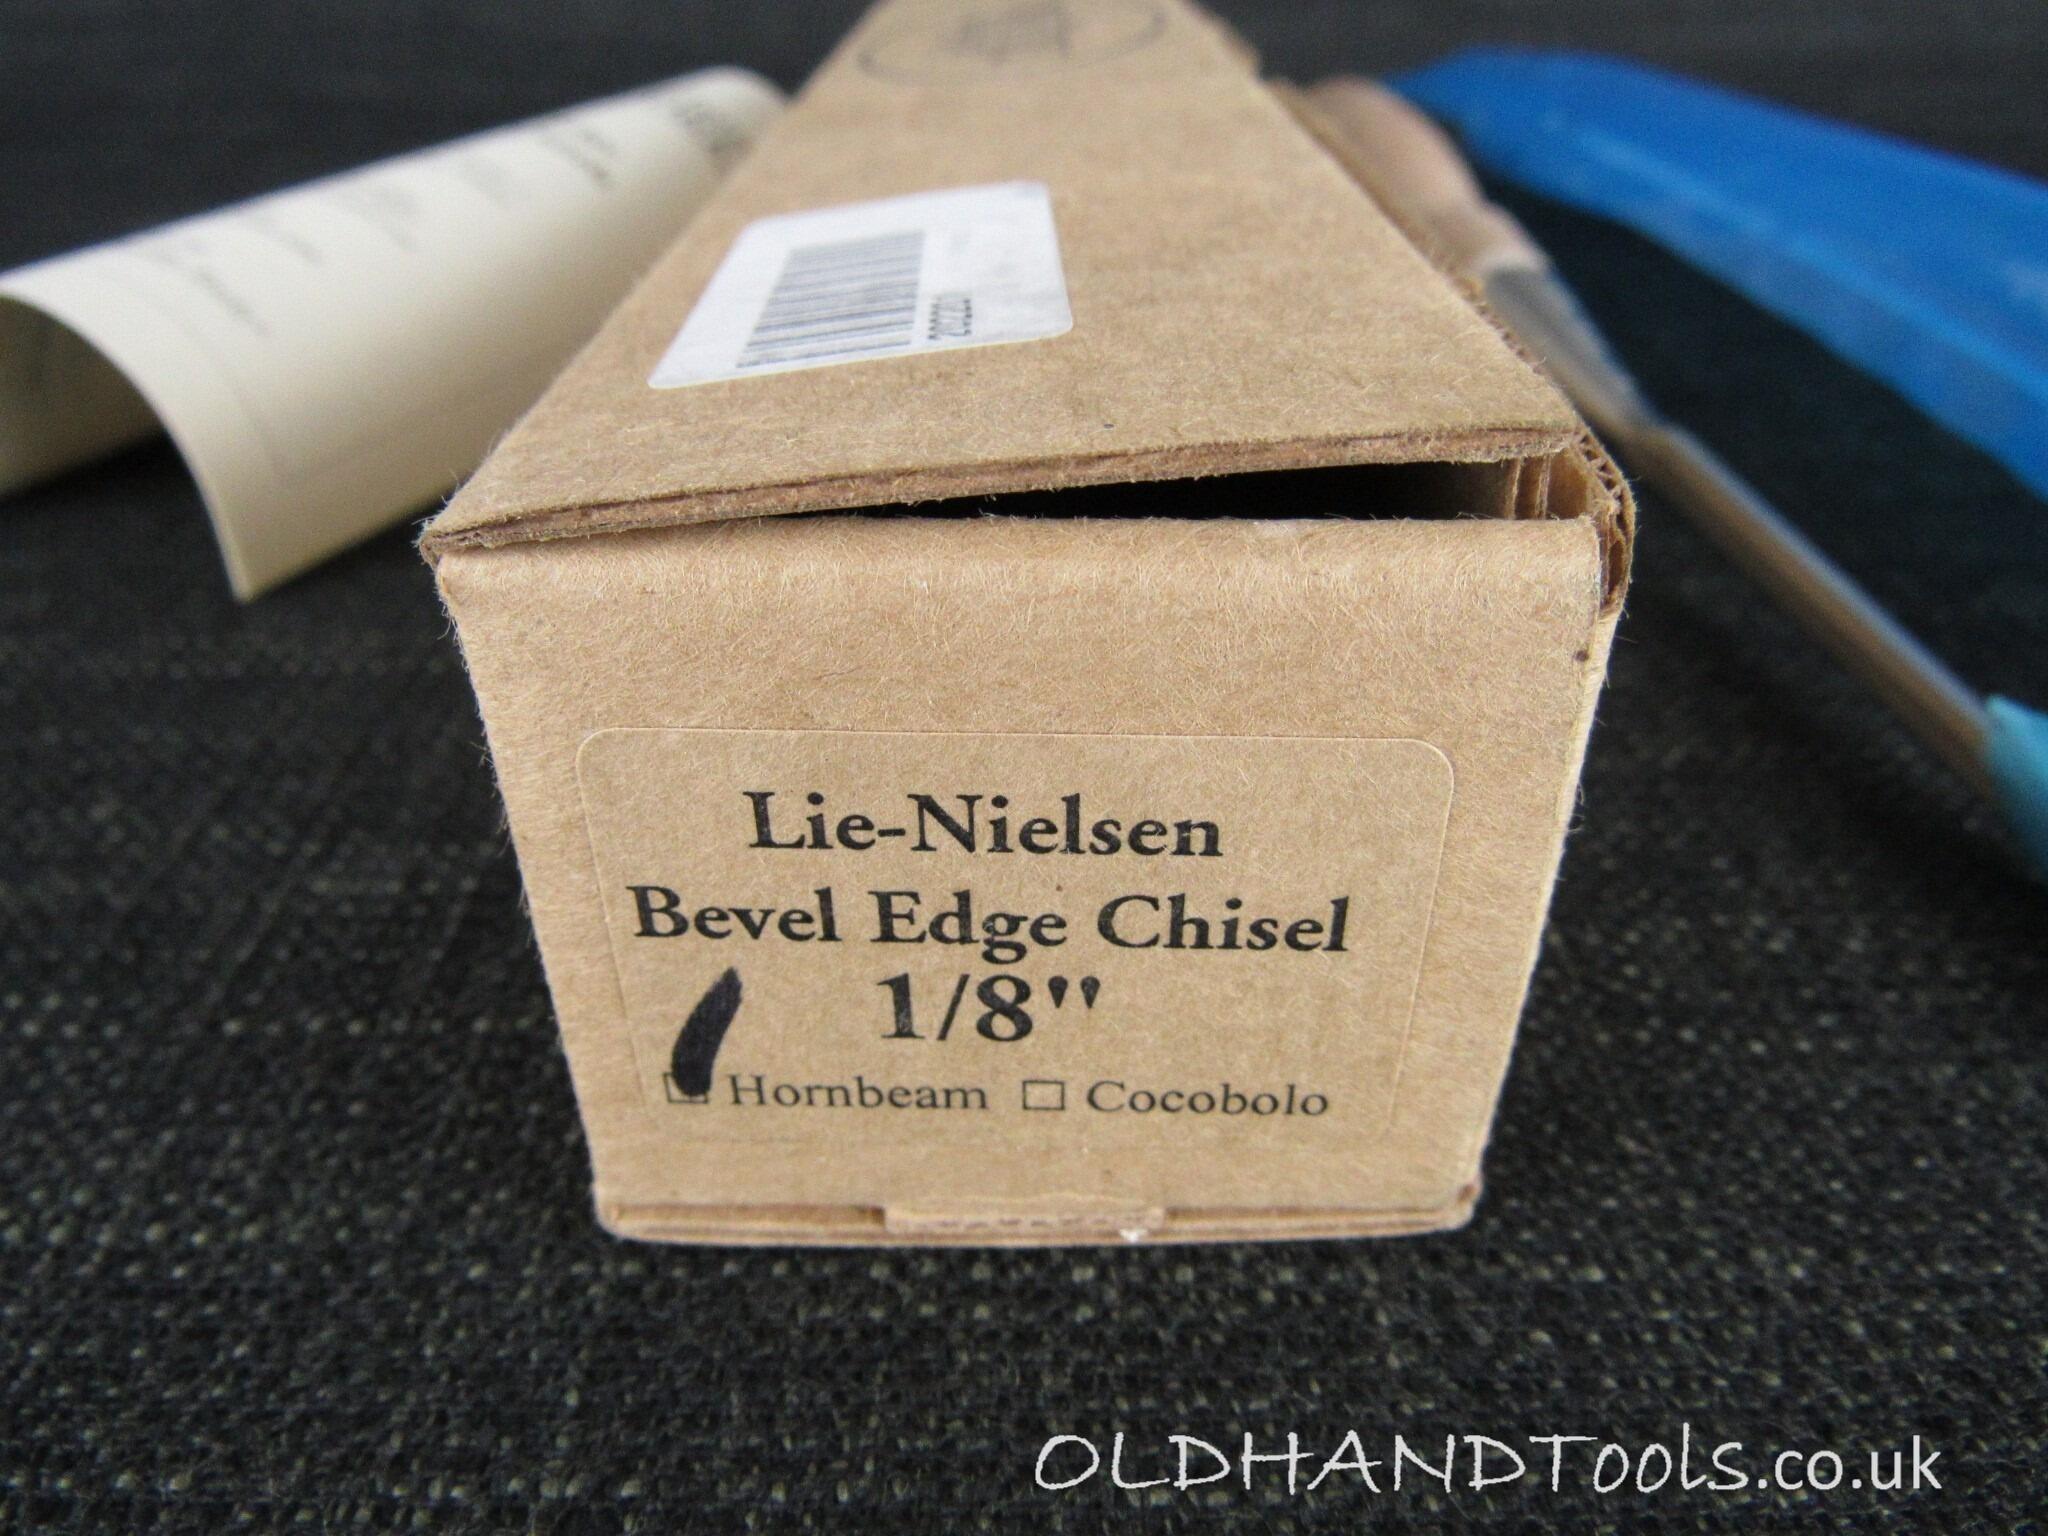 Lie-Nielsen
Bevel Edge Chisel
1/8"
Hornbeam Cocobolo
OLDHANDTools.co.uk